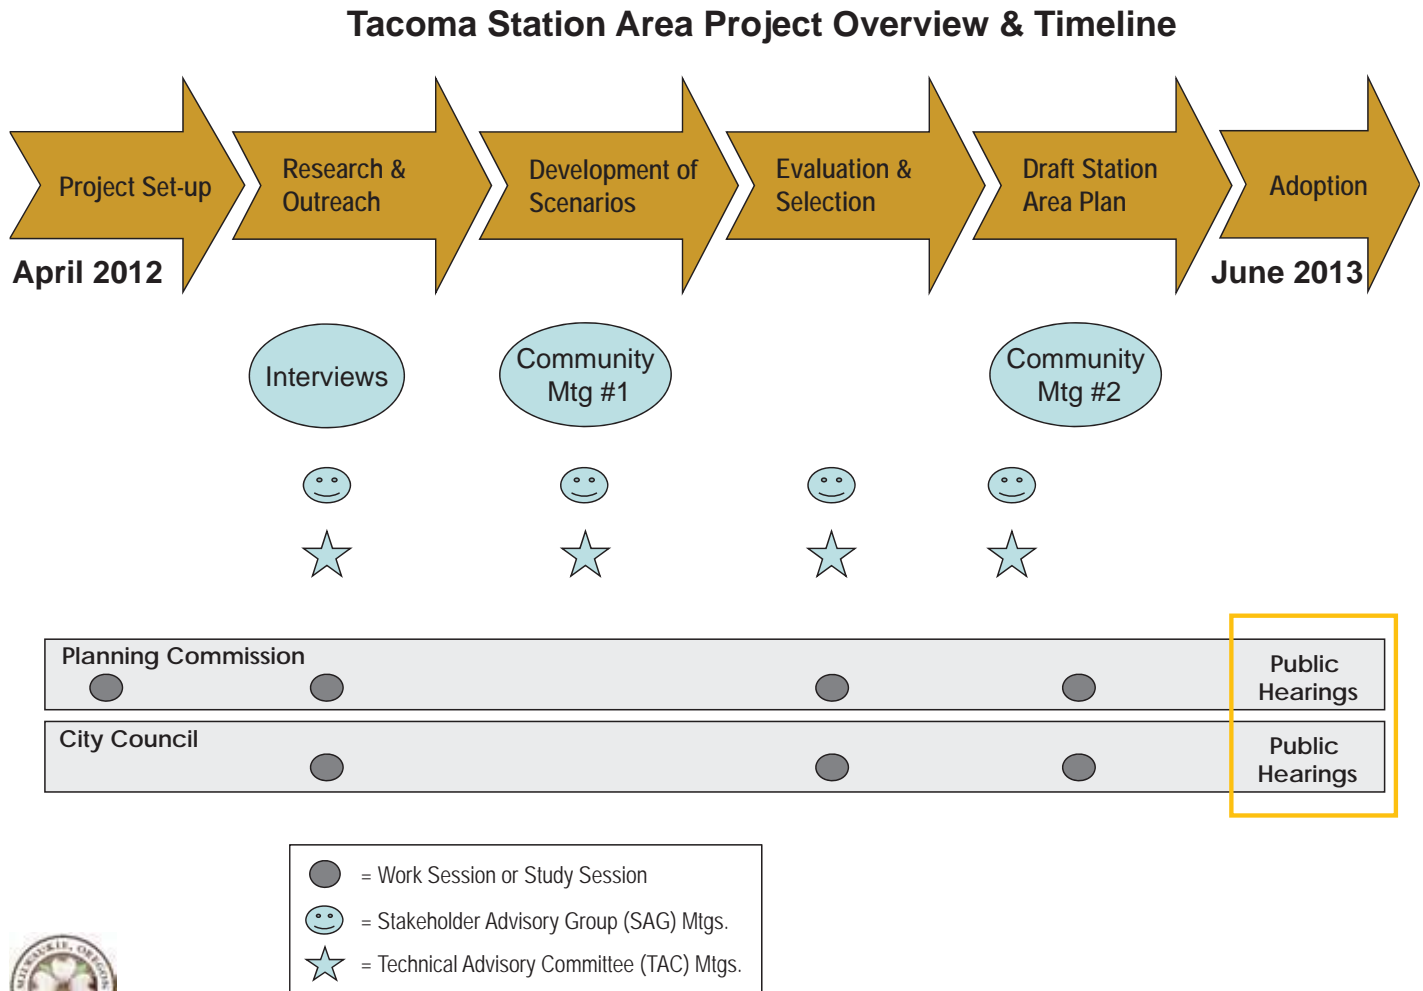 Tacoma Station Area Project Overview & Timeline
Project Set-up
Research &
Outreach
Development of
Scenarios
Evaluation &
Selection
Draft Station
Area Plan
Adoption
April 2012
June 2013
Interviews
Community
Mtg #1
Community
Mtg #2
Planning Commission
Public
Hearings
City Council
Public
Hearings
= Work Session or Study Session
= Stakeholder Advisory Group (SAG) Mtgs.
= Technical Advisory Committee (TAC) Mtgs.
MILWAUKIE, OREGON